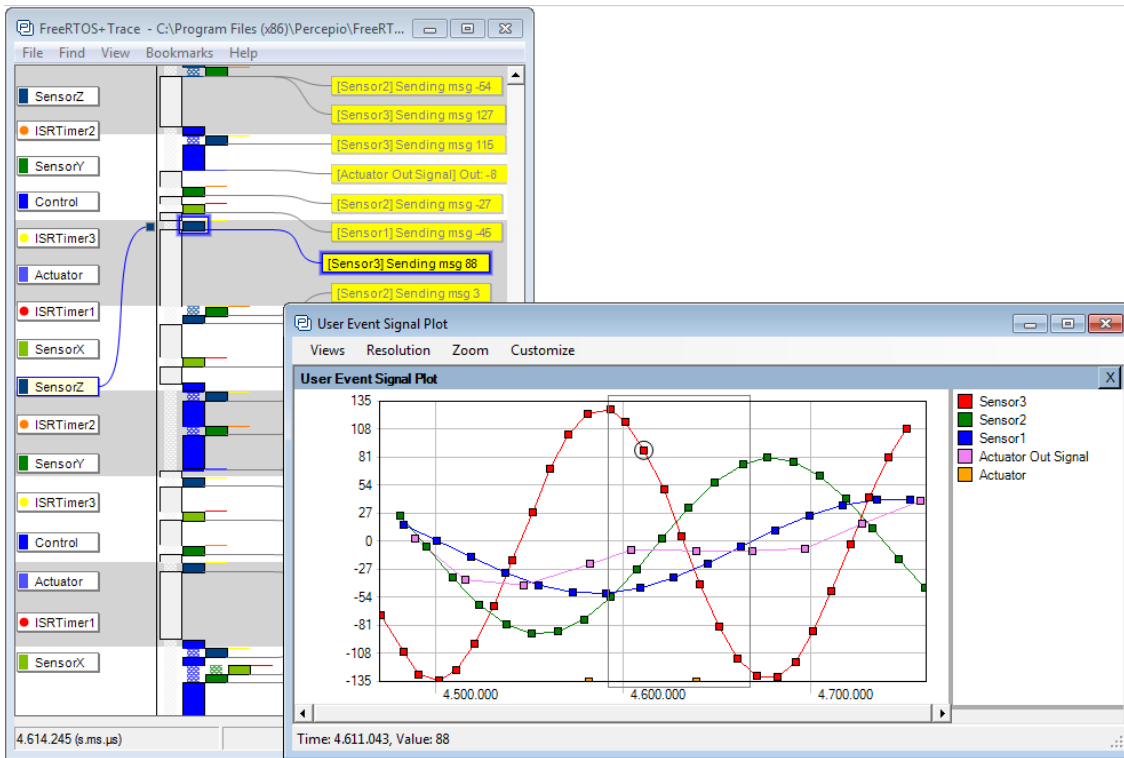 FreeRTOS+Trace - C:\Program Files (x86)\Percepio\FreeRT...
File Find View Bookmarks Help
SensorZ
ISRTimer2
SensorY
Control
ISRTimer3
Actuator
ISRTimer1
SensorX
SensorZ
ISRTimer2
SensorY
ISRTimer3
Control
Actuator
ISRTimer1
SensorX
[Sensor2] Sending msg -54
[Sensor3] Sending msg 127
[Sensor3] Sending msg 115
[Actuator Out Signal] Out: -8
[Sensor2] Sending msg -27
[Sensor1] Sending msg -45
[Sensor3] Sending msg 88
[Sensor2] Sending msg 3
4.614.245 (s.ms.µs)
User Event Signal Plot
Views Resolution Zoom Customize
User Event Signal Plot X
135
108
81
54
27
0
-27
-54
-81
-108
-135
4.500.000 4.600.000 4.700.000
Sensor3
Sensor2
Sensor1
Actuator Out Signal
Actuator
Time: 4.611.043, Value: 88